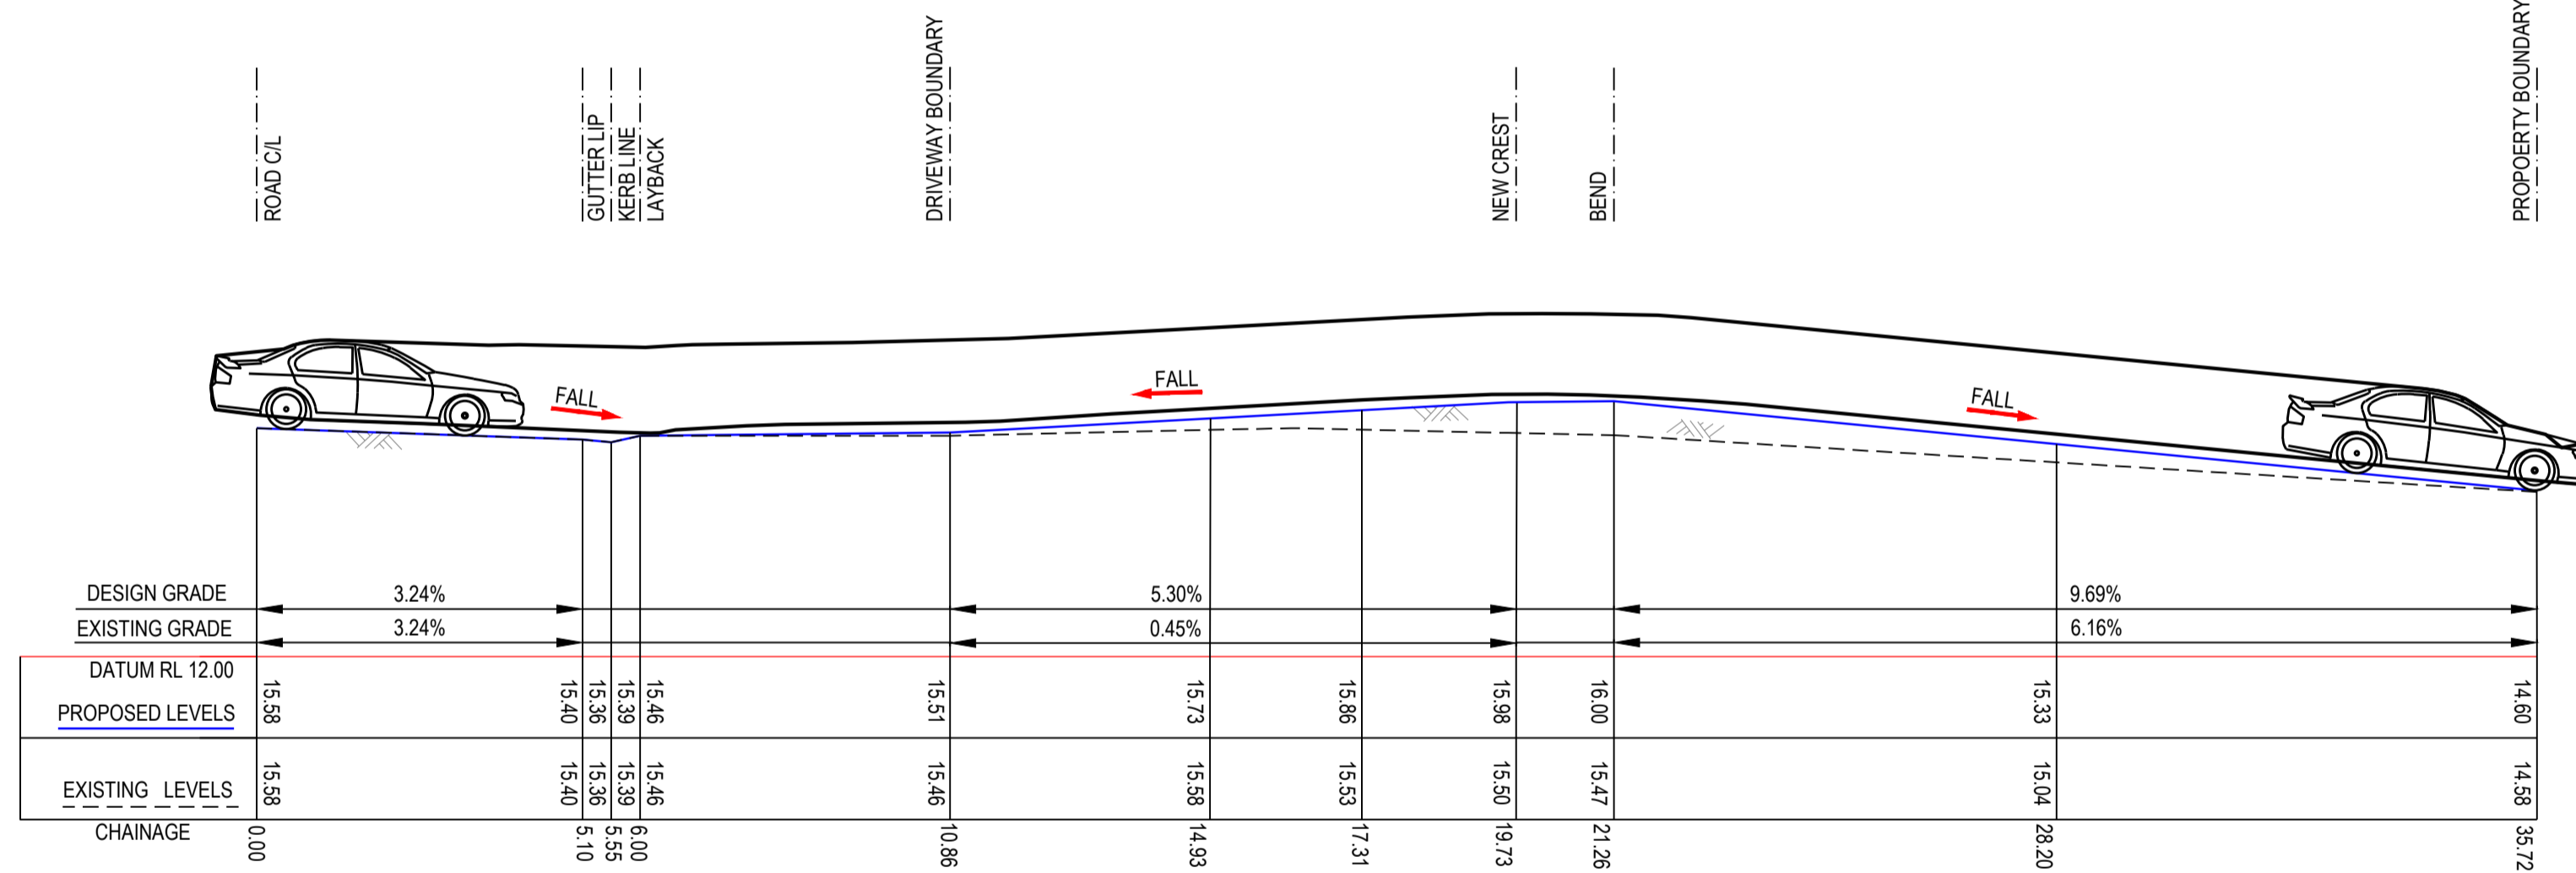 ROAD C/L
GUTTER LIP
KERB LINE
LAYBACK
DRIVEWAY BOUNDARY
NEW CREST
BEND
PROPOERTY BOUNDARY
FALL
FALL
FALL
DESIGN GRADE 3.24% 5.30% 9.69%
EXISTING GRADE 3.24% 0.45% 6.16%
DATUM RL 12.00
PROPOSED LEVELS 15.58 15.40 15.36 15.39 15.46 15.51 15.73 15.86 15.98 16.00 15.33 14.60
EXISTING LEVELS 15.58 15.40 15.36 15.39 15.46 15.46 15.58 15.53 15.50 15.47 15.04 14.58
CHAINAGE 0.00 5.10 5.55 6.00 10.86 14.93 17.31 19.73 21.26 28.20 35.72